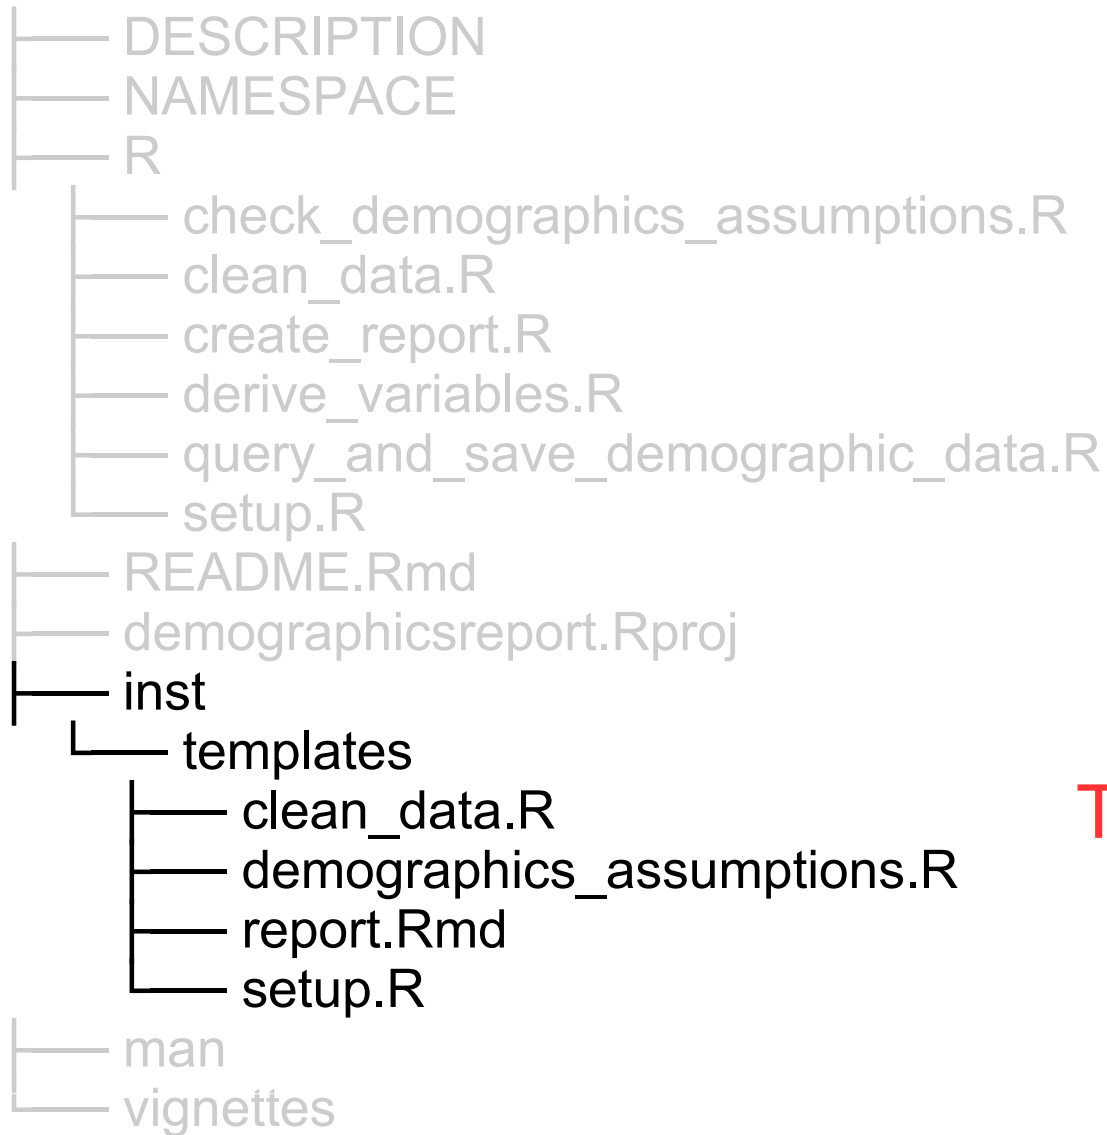 DESCRIPTION
NAMESPACE
R
check_demographics_assumptions.R
clean_data.R
create_report.R
derive_variables.R
query_and_save_demographic_data.R
setup.R
README.Rmd
demographicsreport.Rproj
inst
templates
clean_data.R
T
demographics_assumptions.R
report.Rmd
setup.R
man
vignettes